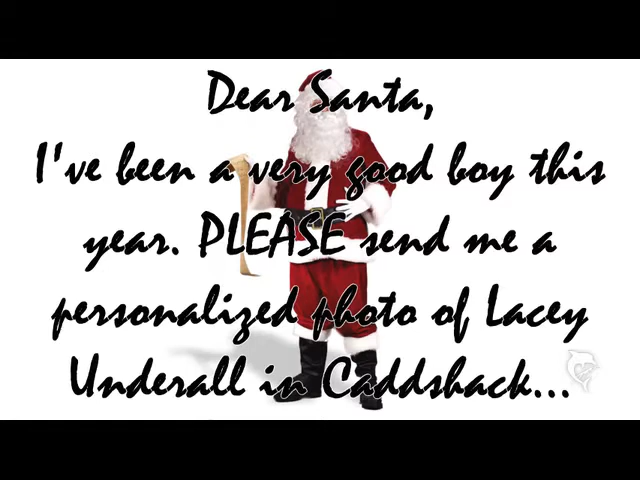 Dear Santa,
I've been a very good boy this
year. PLEASE send me a
personalized photo of Lacey
Underall in Caddshack...